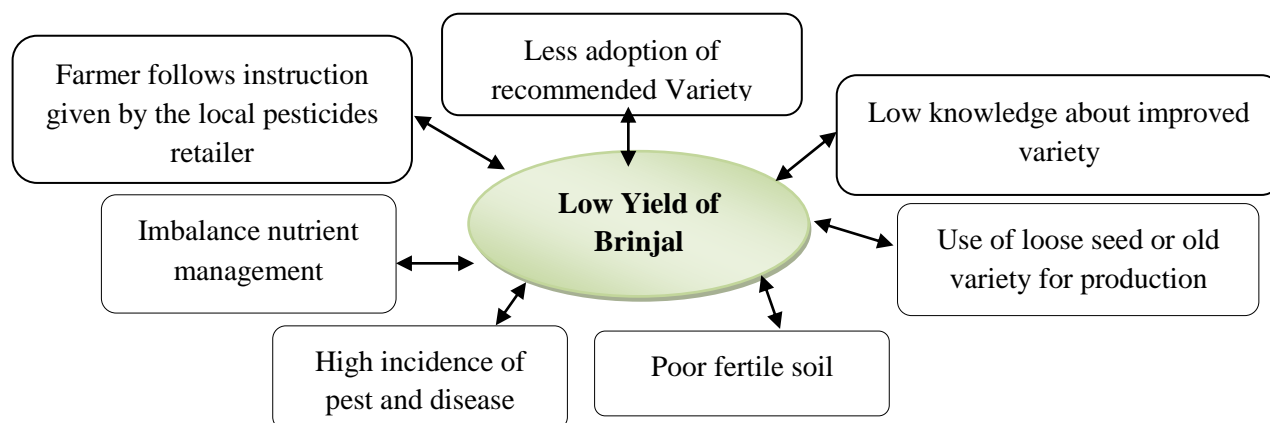 Less adoption of
recommended Variety
Farmer follows instruction
given by the local pesticides
retailer
Low knowledge about improved
variety
Low Yield of
Brinjal
Imbalance nutrient
management
Use of loose seed or old
variety for production
High incidence of
pest and disease
Poor fertile soil